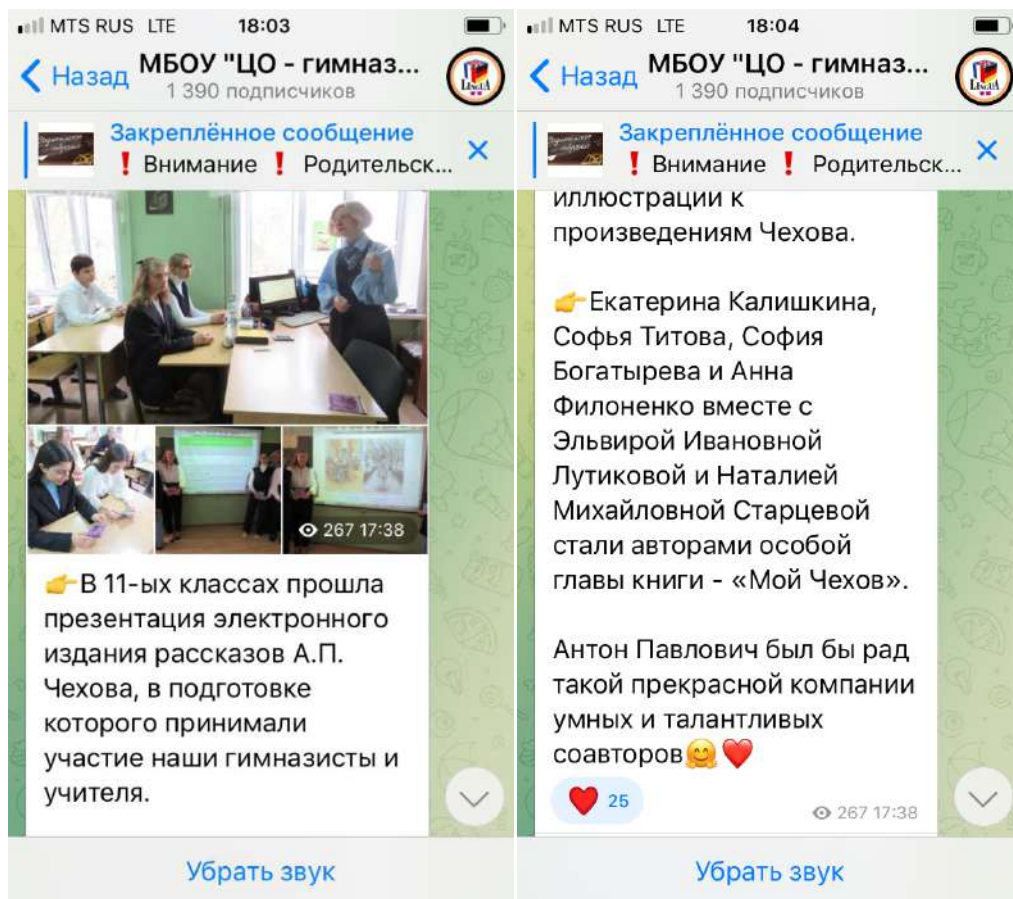 MTS RUS LTE 18:03
Назад
МБОУ "ЦО - гимназ...
1 390 подписчиков
LINGUA
Закреплённое сообщение
❗ Внимание ❗ Родительск...
267 17:38
👉В 11-ых классах прошла
презентация электронного
издания рассказов А.П.
Чехова, в подготовке
которого принимали
участие наши гимназисты и
учителя.
Убрать звук
MTS RUS LTE 18:04
Назад
МБОУ "ЦО - гимназ...
1 390 подписчиков
LINGUA
Закреплённое сообщение
❗ Внимание ❗ Родительск...
иллюстрации к
произведениям Чехова.
👉Екатерина Калишкина,
Софья Титова, София
Богатырева и Анна
Филоненко вместе с
Эльвирой Ивановной
Лутиковой и Наталией
Михайловной Старцевой
стали авторами особой
главы книги - «Мой Чехов».
Антон Павлович был бы рад
такой прекрасной компании
умных и талантливых
соавторов🤗❤️
❤️ 25
267 17:38
Убрать звук